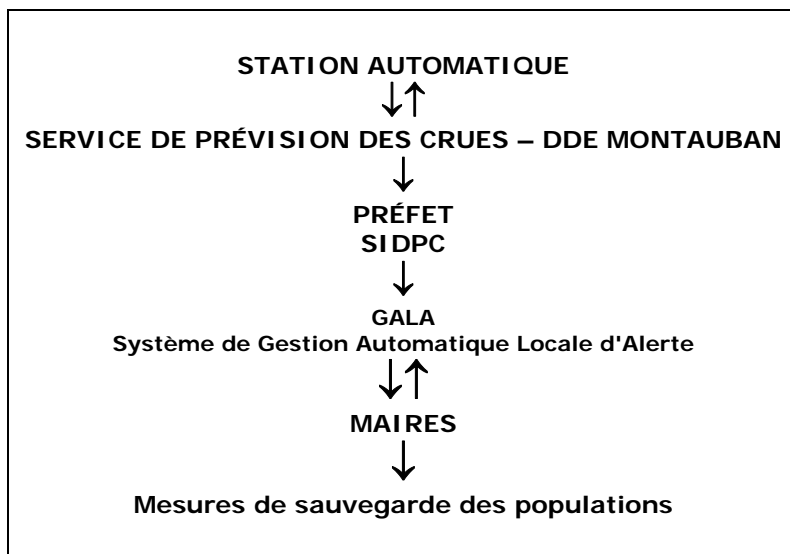 STATION AUTOMATIQUE
↓↑
SERVICE DE PRÉVISION DES CRUES – DDE MONTAUBAN
↓
PRÉFET
SIDPC
↓
GALA
Système de Gestion Automatique Locale d'Alerte
↓↑
MAIRES
↓
Mesures de sauvegarde des populations